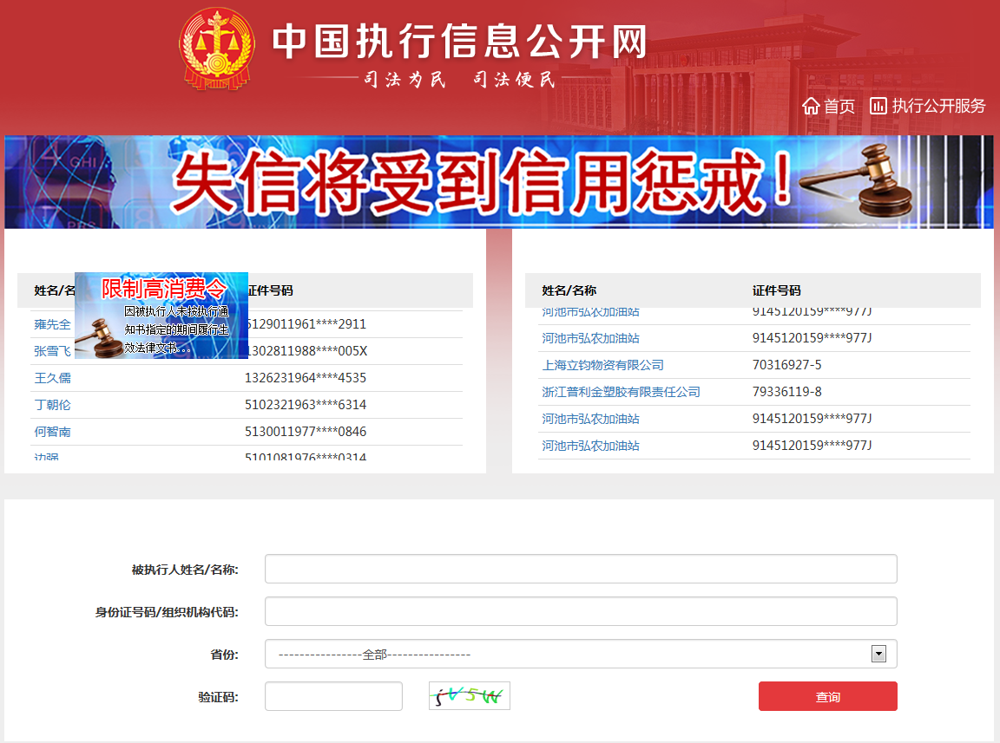 中国执行信息公开网
司法为民 司法便民
首页 执行公开服务
失信将受到信用惩戒！
姓名/名 证件号码
限制高消费令
因被执行人未按执行通
知书指定的期间履行生
效法律文书...
雍先全 5129011961****2911
张雪飞 1302811988****005X
王久儒 1326231964****4535
丁朝伦 5102321963****6314
何智南 5130011977****0846
边强 5101081976****0314
姓名/名称 证件号码
河池市弘农加油站 9145120159****977J
河池市弘农加油站 9145120159****977J
上海立钧物资有限公司 70316927-5
浙江普利金塑胶有限责任公司 79336119-8
河池市弘农加油站 9145120159****977J
河池市弘农加油站 9145120159****977J
被执行人姓名/名称:
身份证号码/组织机构代码:
省份: ----------------全部----------------
验证码: jV5W 查询